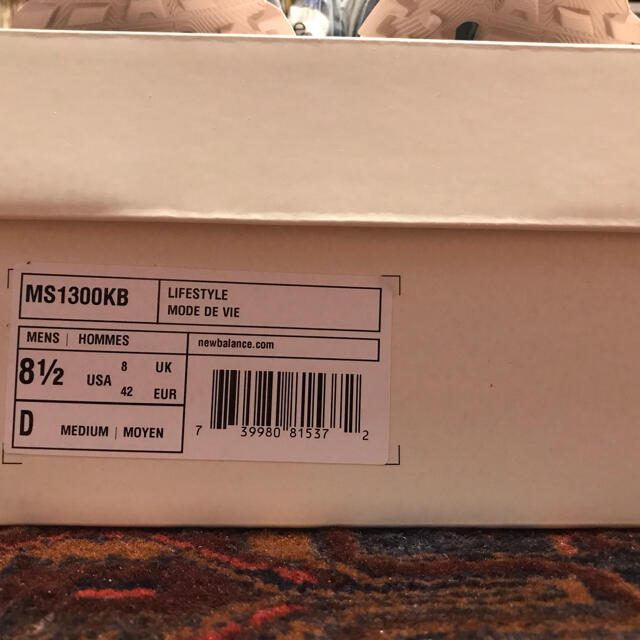 MS1300KB
LIFESTYLE
MODE DE VIE
MENS | HOMMES
newbalance.com
8½ USA
8 UK
42 EUR
D MEDIUM | MOYEN
7 39980 81537 2